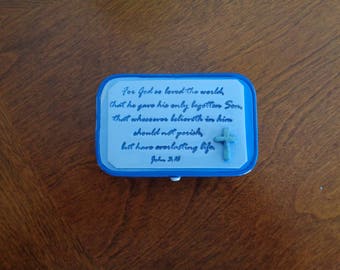 For God so loved the world,
that he gave his only begotten Son,
that whosoever believeth in him
should not perish,
but have everlasting life.
John 3:16